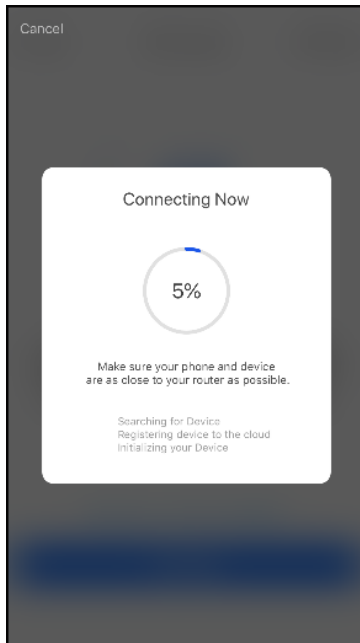 Cancel
Connecting Now
5%
Make sure your phone and device
are as close to your router as possible.
Searching for Device
Registering device to the cloud
Initializing your Device